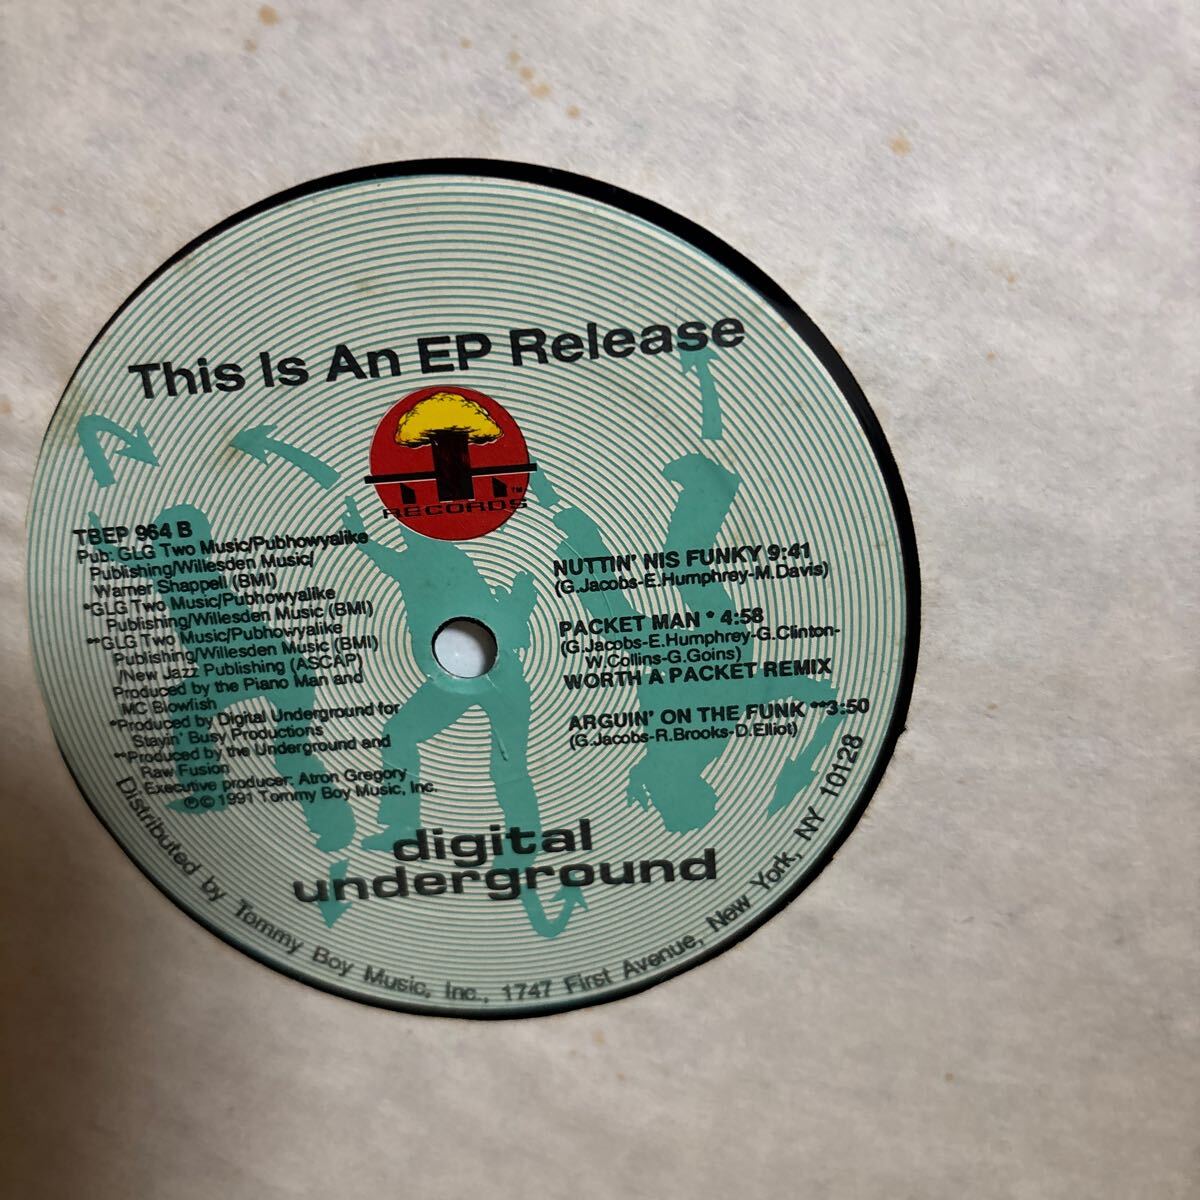 This Is An EP Release
RECORDS™
TBEP 964 B
Pub: GLG Two Music/Pubhowyalike
Publishing/Willesden Music/
Warner Shappell (BMI)
*GLG Two Music/Pubhowyalike
Publishing/Willesden Music (BMI)
**GLG Two Music/Pubhowyalike
Publishing/Willesden Music (BMI)
/New Jazz Publishing (ASCAP)
Produced by the Piano Man and
MC Blowfish
*Produced by Digital Underground for
Stayin' Busy Productions
**Produced by the Underground and
Raw Fusion
Executive producer: Atron Gregory
℗© 1991 Tommy Boy Music, Inc.
NUTTIN' NIS FUNKY 9:41
(G.Jacobs-E.Humphrey-M.Davis)
PACKET MAN * 4:58
(G.Jacobs-E.Humphrey-G.Clinton-
W.Collins-G.Goins)
WORTH A PACKET REMIX
ARGUIN' ON THE FUNK **3:50
(G.Jacobs-R.Brooks-D.Elliot)
digital
underground
Distributed by Tommy Boy Music, Inc., 1747 First Avenue, New York, NY 10128